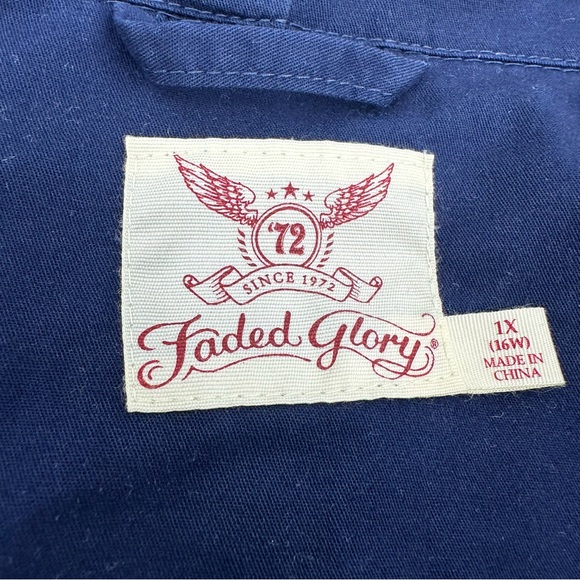 '72
SINCE 1972
Faded Glory®
1X
(16W)
MADE IN
CHINA